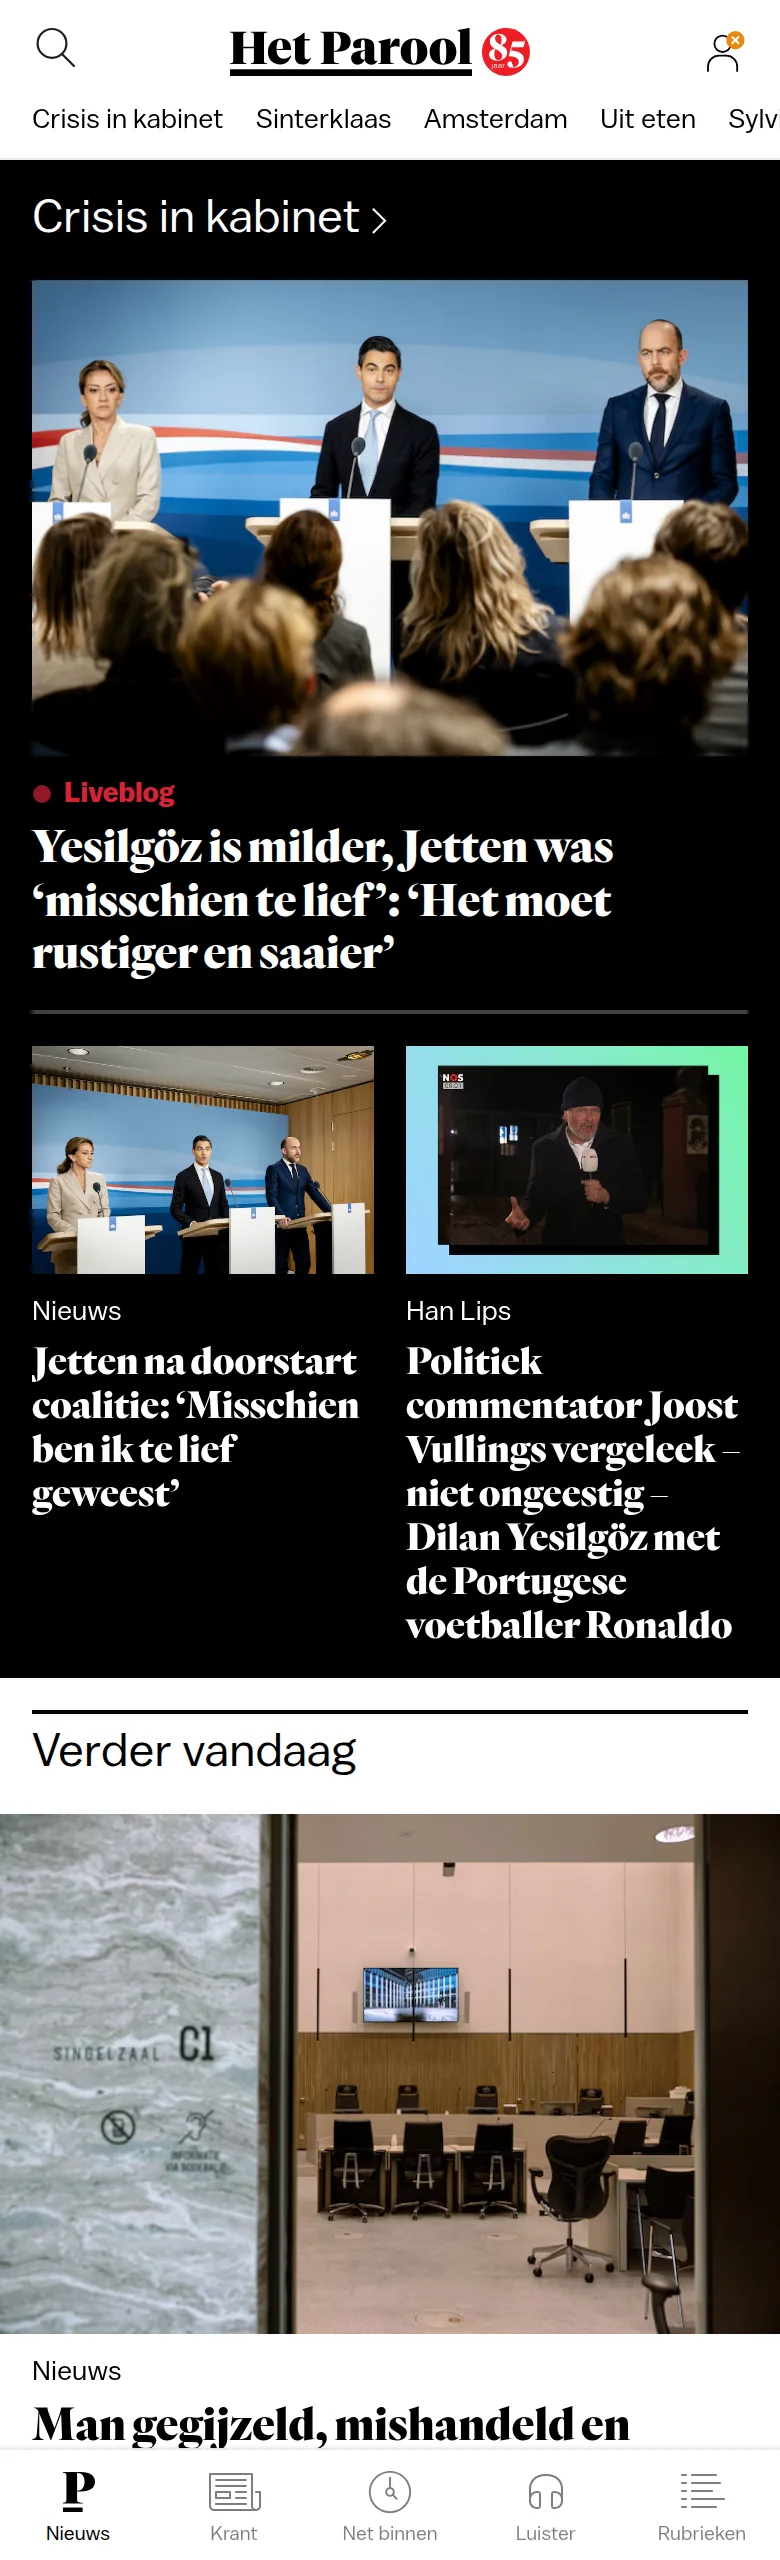 Het Parool 85 jaar
Crisis in kabinet Sinterklaas Amsterdam Uit eten Sylvi
Crisis in kabinet
Liveblog
Yesilgöz is milder, Jetten was
‘misschien te lief’: ‘Het moet
rustiger en saaier’
NOS
Nieuws
Jetten na doorstart
coalitie: ‘Misschien
ben ik te lief
geweest’
Han Lips
Politiek
commentator Joost
Vullings vergeleek –
niet ongeestig –
Dilan Yesilgöz met
de Portugese
voetballer Ronaldo
Verder vandaag
SINGELZAAL C1
Nieuws
Man gegijzeld, mishandeld en
Nieuws Krant Net binnen Luister Rubrieken